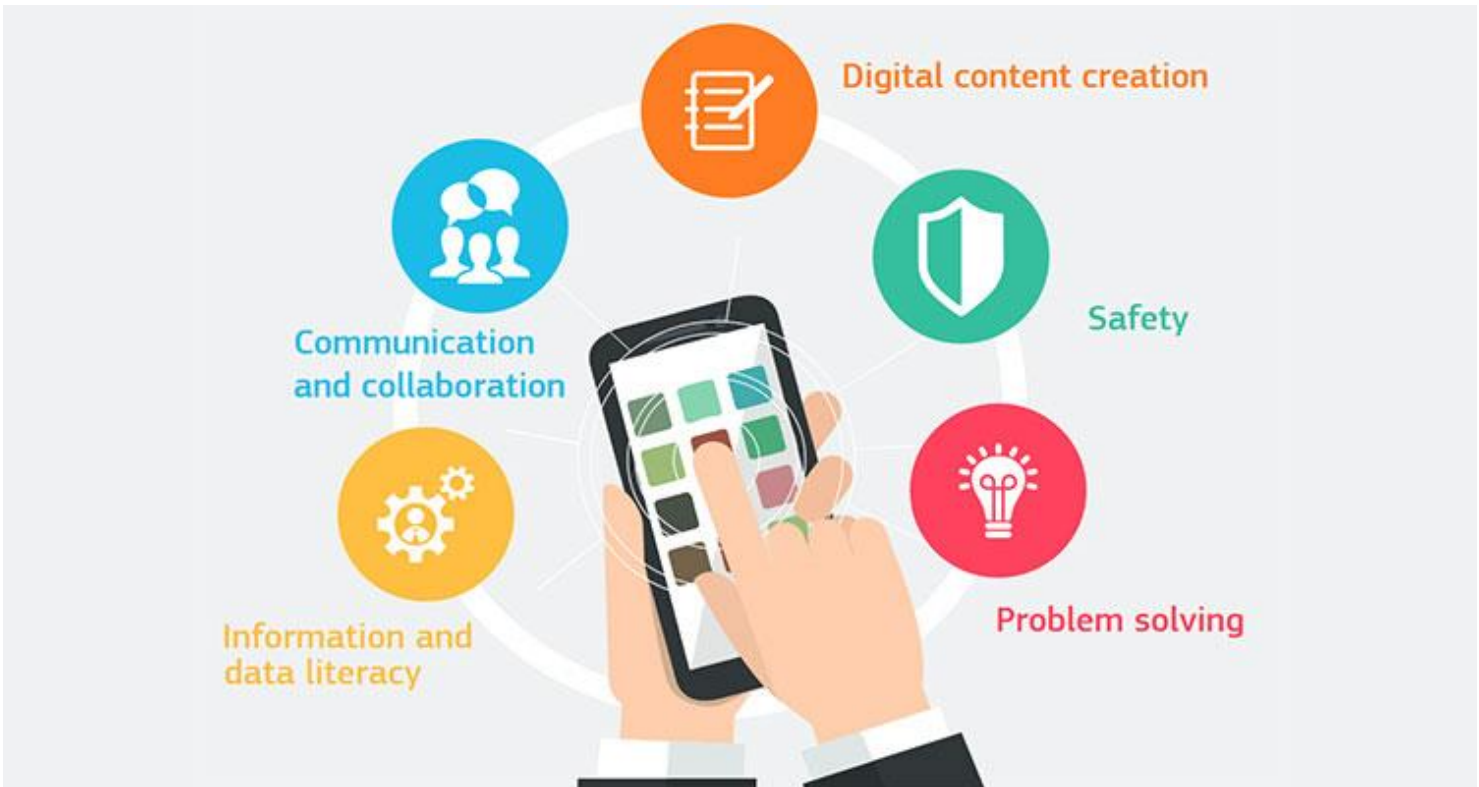 Digital content creation
Safety
Communication
and collaboration
Problem solving
Information and
data literacy